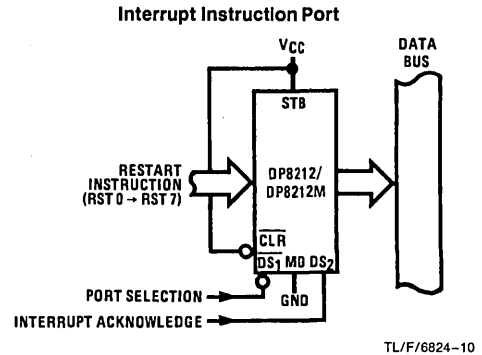 Interrupt Instruction Port
VCC
DATA
BUS
STB
RESTART
INSTRUCTION
(RST 0 → RST 7)
DP8212/
DP8212M
CLR
DS1 MD DS2
PORT SELECTION
GND
INTERRUPT ACKNOWLEDGE
TL/F/6824-10